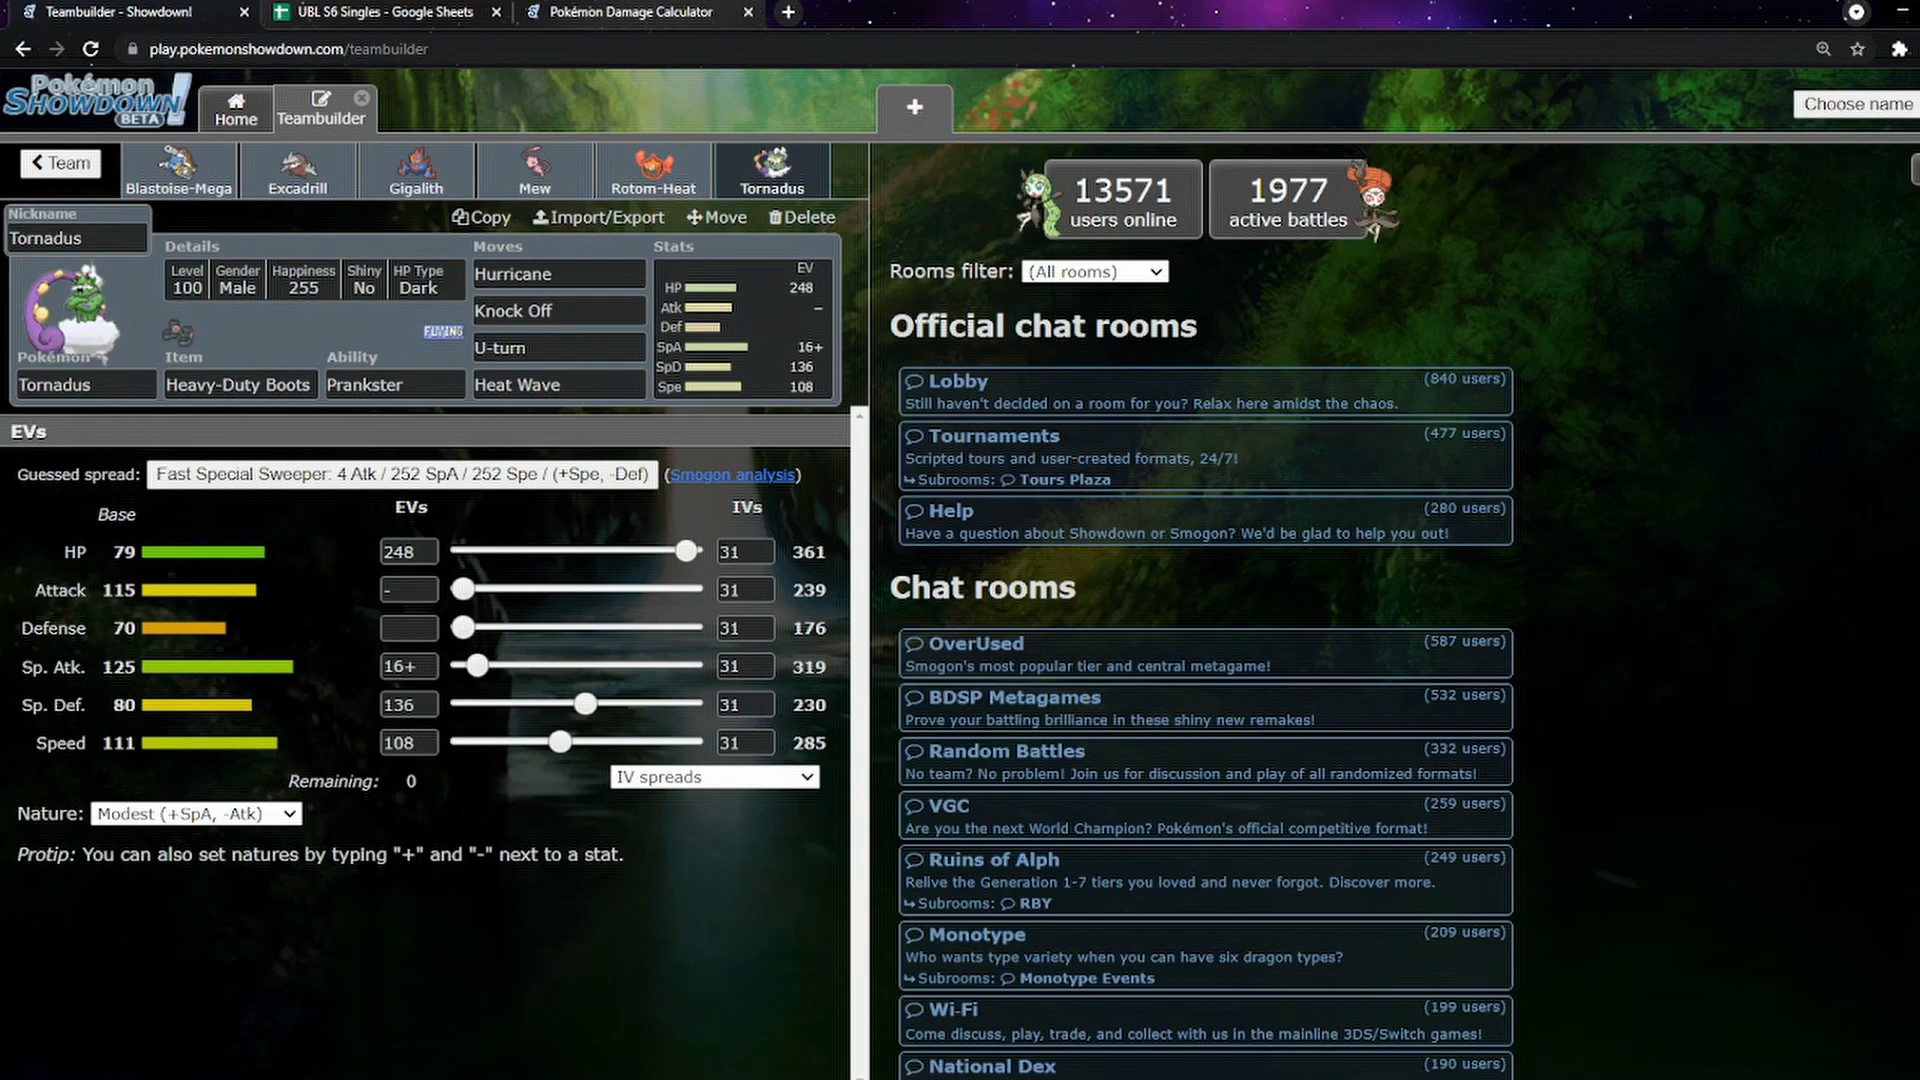 Teambuilder - Showdown!
UBL S6 Singles - Google Sheets
Pokémon Damage Calculator
play.pokemonshowdown.com/teambuilder
Pokémon
SHOWDOWN!
BETA
Home
Teambuilder
Choose name
Team
Blastoise-Mega
Excadrill
Gigalith
Mew
Rotom-Heat
Tornadus
Copy
Import/Export
Move
Delete
Nickname
Tornadus
Details
Level
100
Gender
Male
Happiness
255
Shiny
No
HP Type
Dark
FLYING
Pokémon
Tornadus
Item
Heavy-Duty Boots
Ability
Prankster
Moves
Hurricane
Knock Off
U-turn
Heat Wave
Stats
EV
HP 248
Atk –
Def
SpA 16+
SpD 136
Spe 108
EVs
Guessed spread: Fast Special Sweeper: 4 Atk / 252 SpA / 252 Spe / (+Spe, -Def) (Smogon analysis)
Base EVs IVs
HP 79 248 31 361
Attack 115 - 31 239
Defense 70 31 176
Sp. Atk. 125 16+ 31 319
Sp. Def. 80 136 31 230
Speed 111 108 31 285
Remaining: 0 IV spreads
Nature: Modest (+SpA, -Atk)
Protip: You can also set natures by typing "+" and "-" next to a stat.
13571
users online
1977
active battles
Rooms filter: (All rooms)
Official chat rooms
Lobby (840 users)
Still haven't decided on a room for you? Relax here amidst the chaos.
Tournaments (477 users)
Scripted tours and user-created formats, 24/7!
↳Subrooms: Tours Plaza
Help (280 users)
Have a question about Showdown or Smogon? We'd be glad to help you out!
Chat rooms
OverUsed (587 users)
Smogon's most popular tier and central metagame!
BDSP Metagames (532 users)
Prove your battling brilliance in these shiny new remakes!
Random Battles (332 users)
No team? No problem! Join us for discussion and play of all randomized formats!
VGC (259 users)
Are you the next World Champion? Pokémon's official competitive format!
Ruins of Alph (249 users)
Relive the Generation 1-7 tiers you loved and never forgot. Discover more.
↳Subrooms: RBY
Monotype (209 users)
Who wants type variety when you can have six dragon types?
↳Subrooms: Monotype Events
Wi-Fi (199 users)
Come discuss, play, trade, and collect with us in the mainline 3DS/Switch games!
National Dex (190 users)